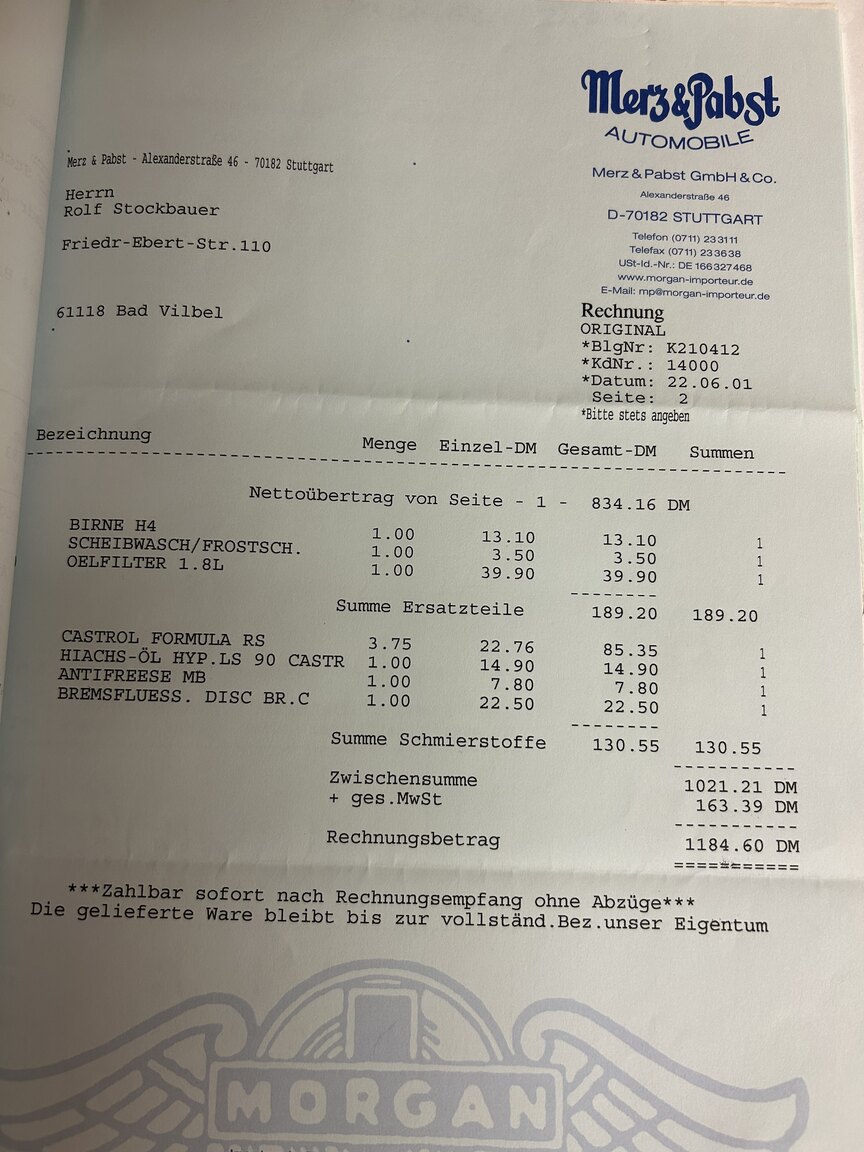 Merz & Pabst
AUTOMOBILE
Merz & Pabst GmbH & Co.
Alexanderstraße 46
D-70182 STUTTGART
Telefon (0711) 23 31 11
Telefax (0711) 23 36 38
USt-Id.-Nr.: DE 166 327 468
www.morgan-importeur.de
E-Mail: mp@morgan-importeur.de
Merz & Pabst - Alexanderstraße 46 - 70182 Stuttgart
Herrn
Rolf Stockbauer
Friedr-Ebert-Str.110
61118 Bad Vilbel
Rechnung
ORIGINAL
*BlgNr: K210412
*KdNr.: 14000
*Datum: 22.06.01
Seite: 2
*Bitte stets angeben
Bezeichnung Menge Einzel-DM Gesamt-DM Summen
Nettoübertrag von Seite - 1 - 834.16 DM
BIRNE H4 1.00 13.10 13.10 1
SCHEIBWASCH/FROSTSCH. 1.00 3.50 3.50 1
OELFILTER 1.8L 1.00 39.90 39.90 1
Summe Ersatzteile 189.20 189.20
CASTROL FORMULA RS 3.75 22.76 85.35 1
HIACHS-ÖL HYP.LS 90 CASTR 1.00 14.90 14.90 1
ANTIFREESE MB 1.00 7.80 7.80 1
BREMSFLUESS. DISC BR.C 1.00 22.50 22.50 1
Summe Schmierstoffe 130.55 130.55
Zwischensumme 1021.21 DM
+ ges.MwSt 163.39 DM
Rechnungsbetrag 1184.60 DM
===========
***Zahlbar sofort nach Rechnungsempfang ohne Abzüge***
Die gelieferte Ware bleibt bis zur vollständ.Bez.unser Eigentum
MORGAN